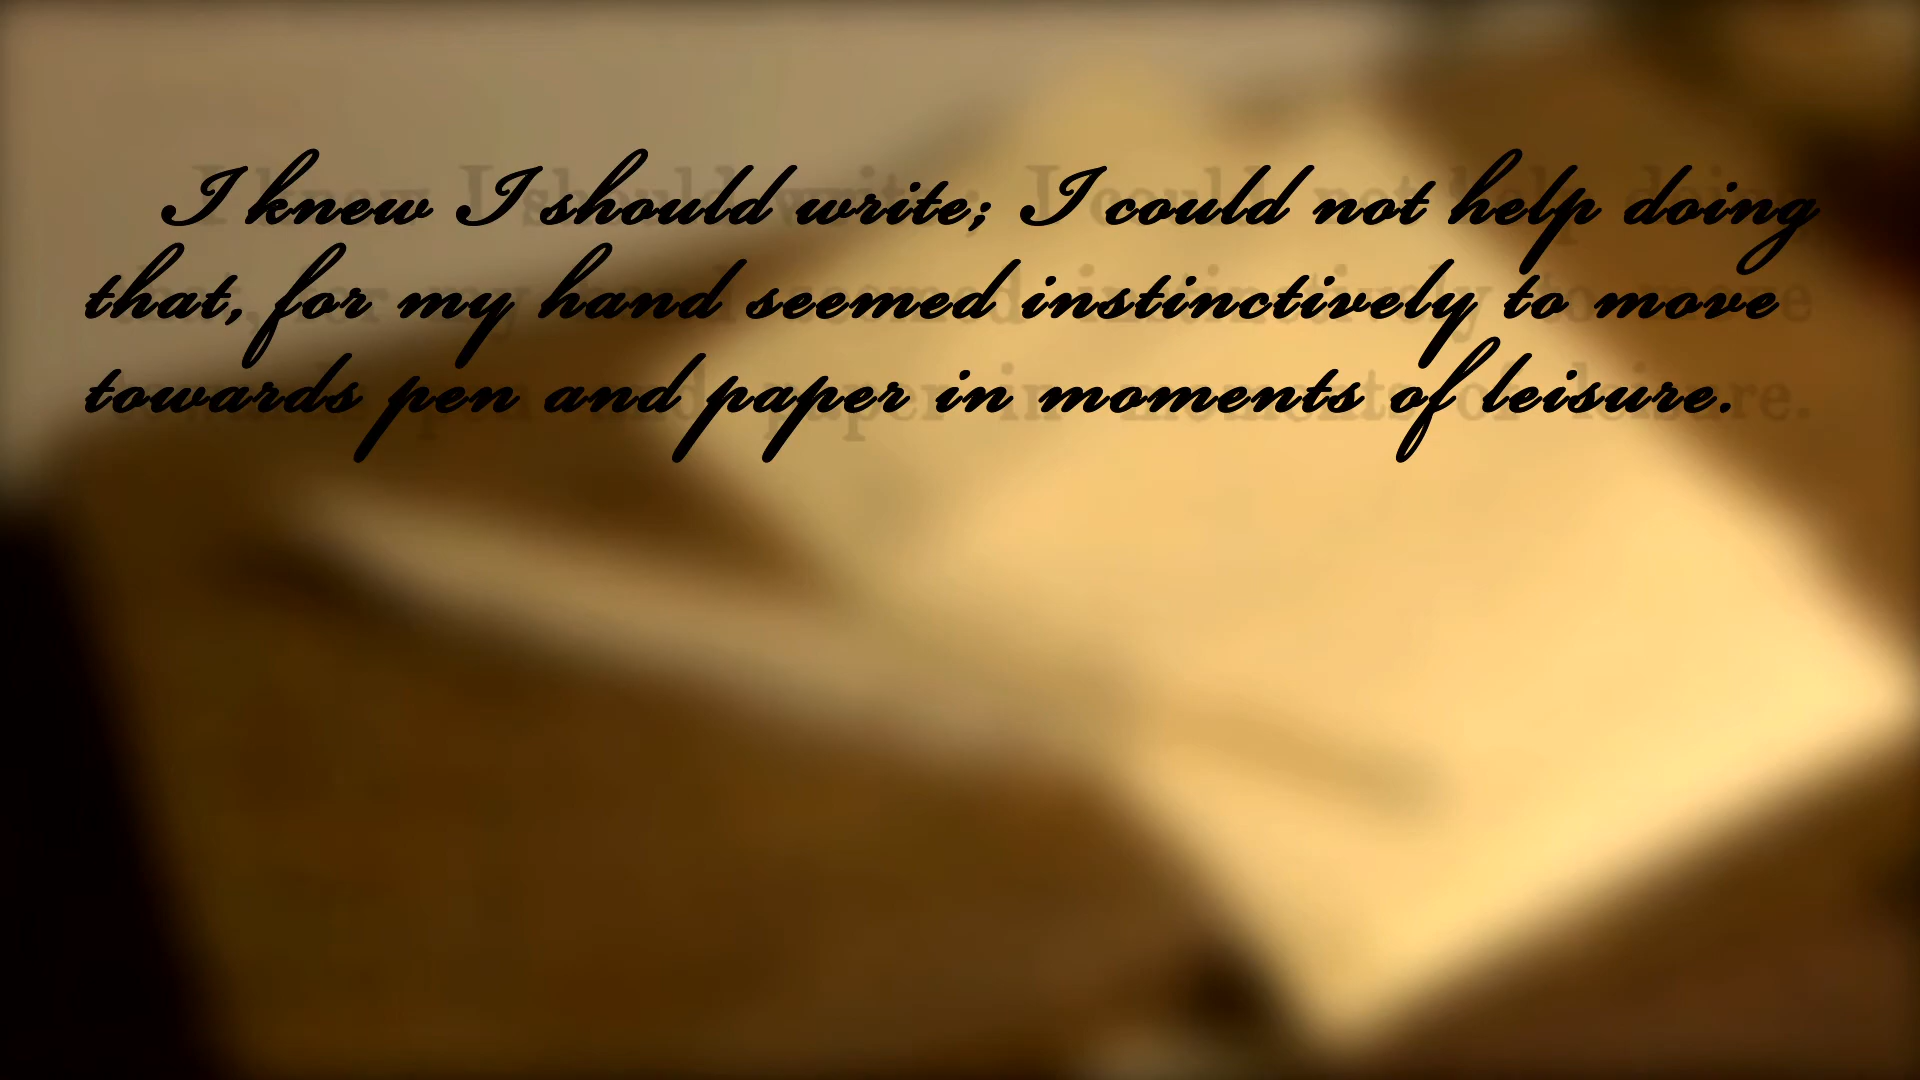 I knew I should write; I could not help doing
that, for my hand seemed instinctively to move
towards pen and paper in moments of leisure.